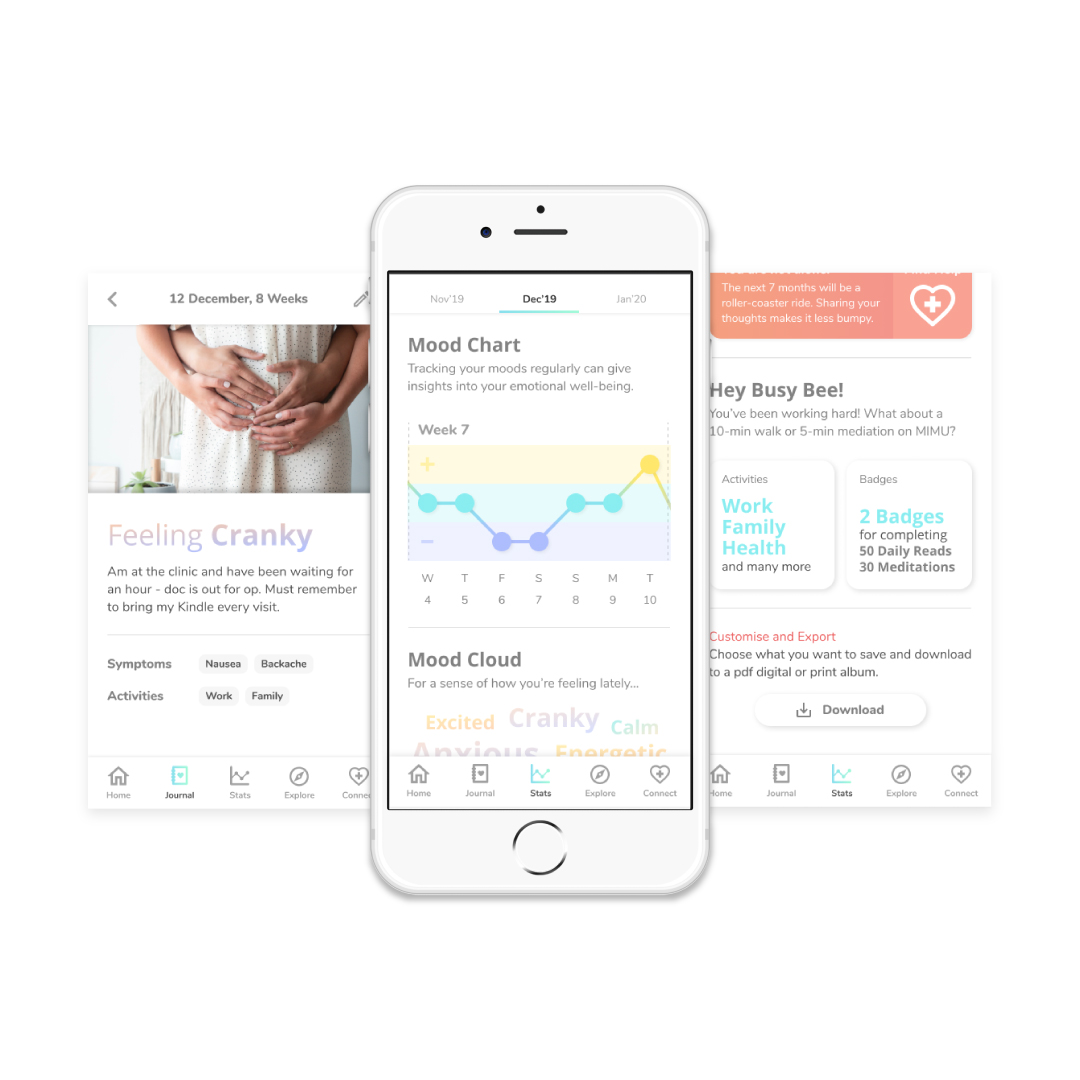 12 December, 8 Weeks
Feeling Cranky
Am at the clinic and have been waiting for
an hour - doc is out for op. Must remember
to bring my Kindle every visit.
Symptoms Nausea Backache
Activities Work Family
Home Journal Stats Explore Connec
Nov'19 Dec'19 Jan'20
Mood Chart
Tracking your moods regularly can give
insights into your emotional well-being.
Week 7
+
–
W T F S S M T
4 5 6 7 8 9 10
Mood Cloud
For a sense of how you're feeling lately...
Excited Cranky Calm
Anxious Energetic
Home Journal Stats Explore Connect
You are not alone!
The next 7 months will be a
roller-coaster ride. Sharing your
thoughts makes it less bumpy.
Hey Busy Bee!
You've been working hard! What about a
10-min walk or 5-min mediation on MIMU?
Activities
Work
Family
Health
and many more
Badges
2 Badges
for completing
50 Daily Reads
30 Meditations
Customise and Export
Choose what you want to save and download
to a pdf digital or print album.
Download
Home Journal Stats Explore Connect